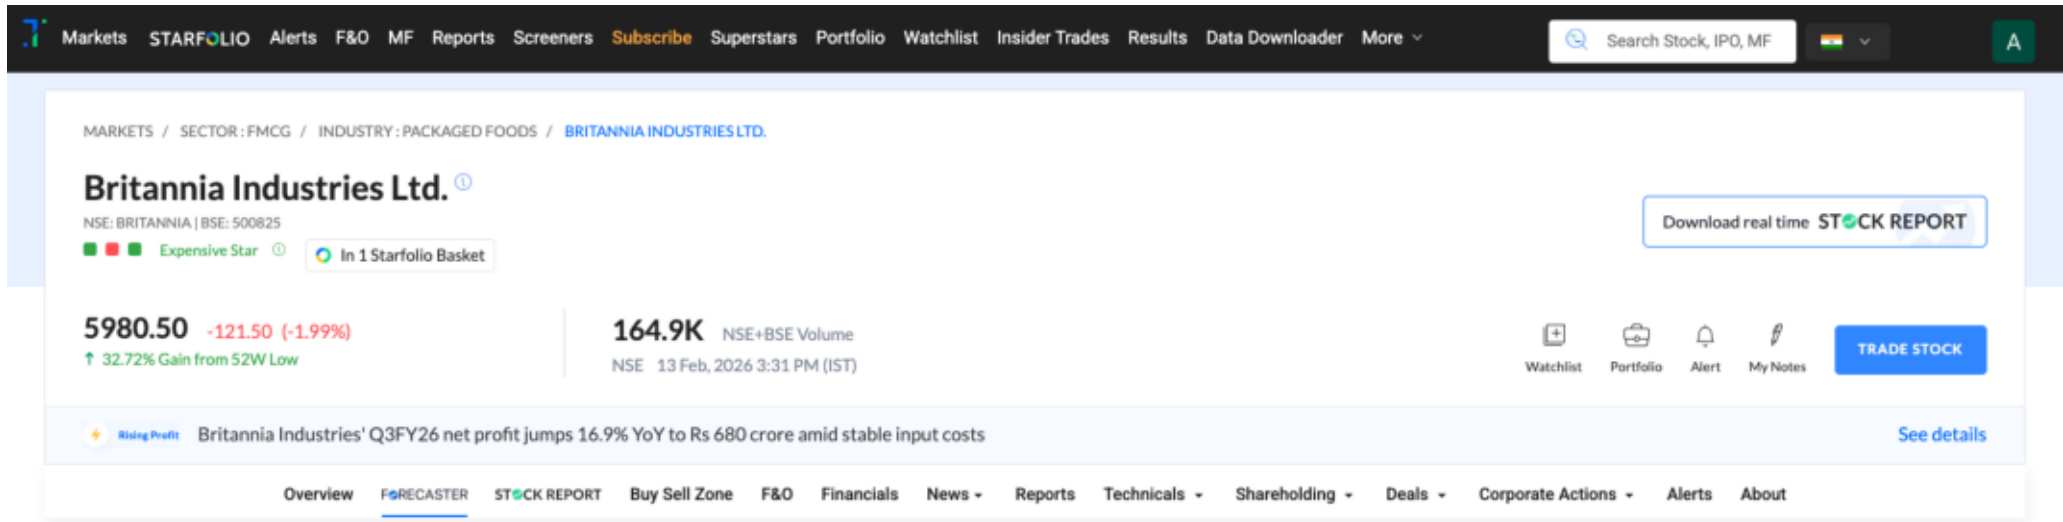 Markets STARFOLIO Alerts F&O MF Reports Screeners Subscribe Superstars Portfolio Watchlist Insider Trades Results Data Downloader More Search Stock, IPO, MF A
MARKETS / SECTOR : FMCG / INDUSTRY : PACKAGED FOODS / BRITANNIA INDUSTRIES LTD.
Britannia Industries Ltd.
NSE: BRITANNIA | BSE: 500825
Expensive Star In 1 Starfolio Basket
Download real time STOCK REPORT
5980.50 -121.50 (-1.99%)
↑ 32.72% Gain from 52W Low
164.9K NSE+BSE Volume
NSE 13 Feb, 2026 3:31 PM (IST)
Watchlist Portfolio Alert My Notes TRADE STOCK
Rising Profit Britannia Industries' Q3FY26 net profit jumps 16.9% YoY to Rs 680 crore amid stable input costs See details
Overview FORECASTER STOCK REPORT Buy Sell Zone F&O Financials News Reports Technicals Shareholding Deals Corporate Actions Alerts About